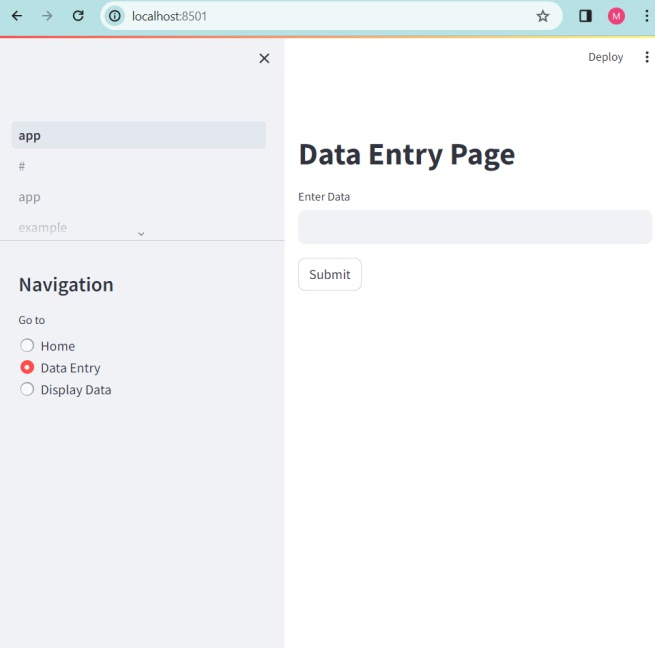 localhost:8501
M
Deploy
app
#
app
example
Navigation
Go to
Home
Data Entry
Display Data
Data Entry Page
Enter Data
Submit